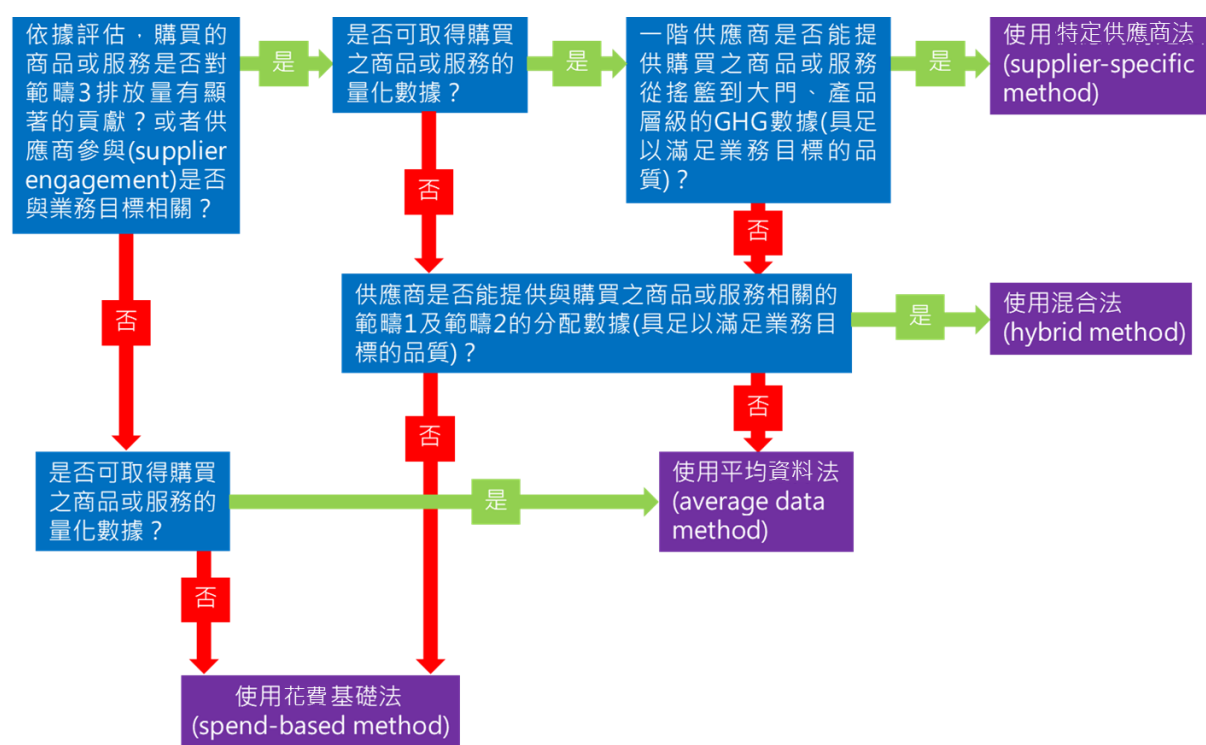 依據評估，購買的
商品或服務是否對
範疇3排放量有顯
著的貢獻？或者供
應商參與(supplier
engagement)是否
與業務目標相關？
是
是否可取得購買
之商品或服務的
量化數據？
是
一階供應商是否能提
供購買之商品或服務
從搖籃到大門、產品
層級的GHG數據(具足
以滿足業務目標的品
質)？
是
使用特定供應商法
(supplier-specific
method)
否
否
否
供應商是否能提供與購買之商品或服務相關的
範疇1及範疇2的分配數據(具足以滿足業務目
標的品質)？
是
使用混合法
(hybrid method)
否
否
是否可取得購買
之商品或服務的
量化數據？
是
使用平均資料法
(average data
method)
否
使用花費基礎法
(spend-based method)